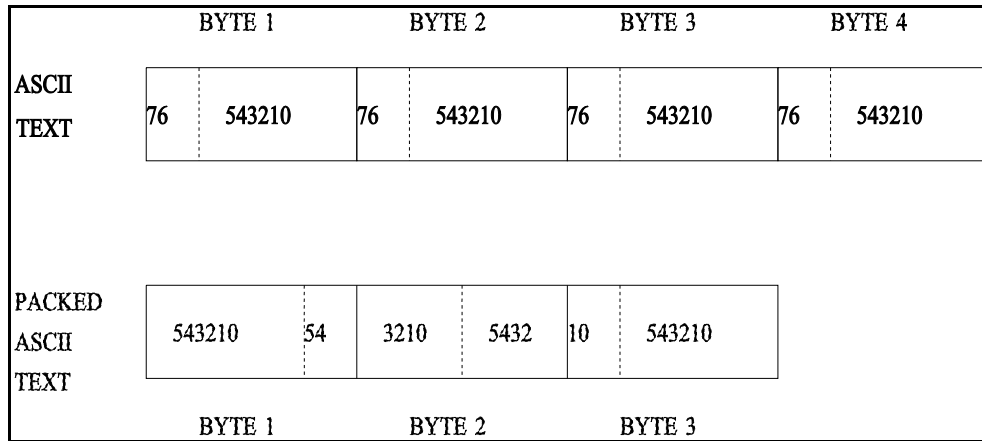 BYTE 1 BYTE 2 BYTE 3 BYTE 4
ASCII
TEXT
76 543210 76 543210 76 543210 76 543210
PACKED
ASCII
TEXT
543210 54 3210 5432 10 543210
BYTE 1 BYTE 2 BYTE 3